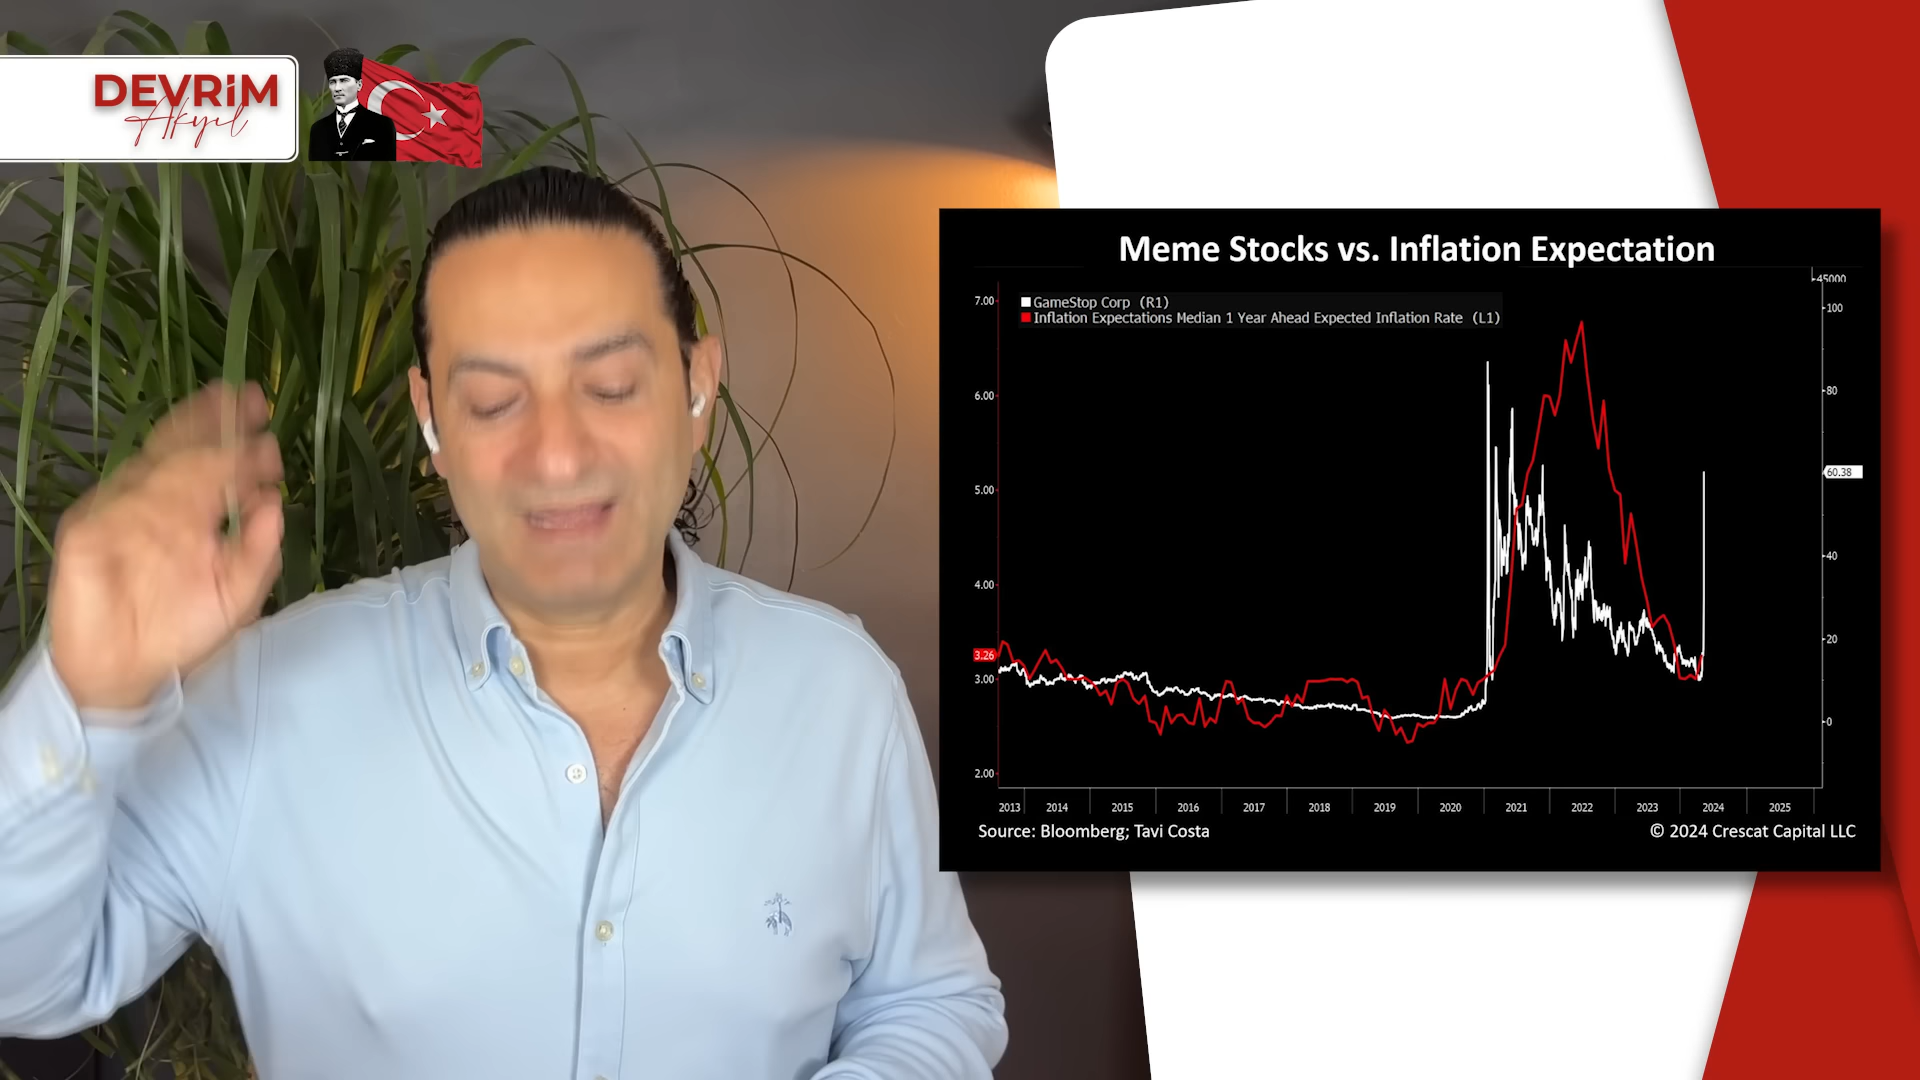 DEVRİM
Akyıl
Meme Stocks vs. Inflation Expectation
GameStop Corp (R1)
Inflation Expectations Median 1 Year Ahead Expected Inflation Rate (L1)
7.00
6.00
5.00
4.00
3.26
3.00
2.00
45000
100
80
60.38
40
20
0
2013 2014 2015 2016 2017 2018 2019 2020 2021 2022 2023 2024 2025
Source: Bloomberg; Tavi Costa
© 2024 Crescat Capital LLC